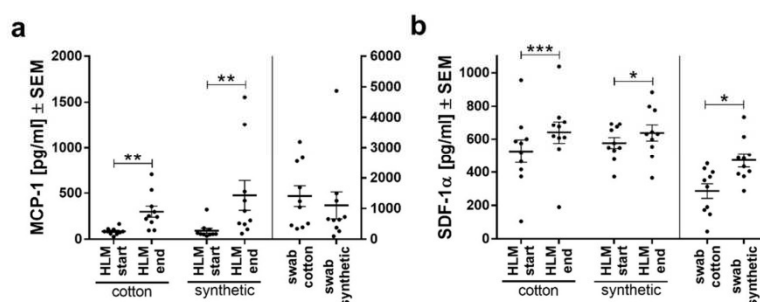 a
MCP-1 [pg/ml] ± SEM
2000
1500
1000
500
0
**
**
6000
5000
4000
3000
2000
1000
0
HLM start
HLM end
HLM start
HLM end
swab cotton
swab synthetic
cotton
synthetic
b
SDF-1α [pg/ml] ± SEM
1000
800
600
400
200
0
***
*
*
HLM start
HLM end
HLM start
HLM end
swab cotton
swab synthetic
cotton
synthetic